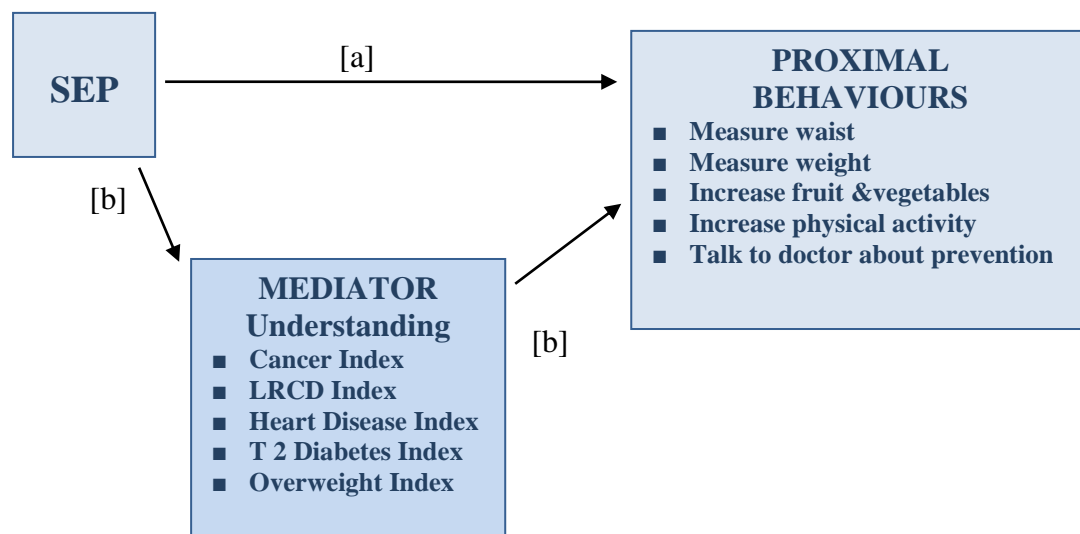 SEP
[a]
PROXIMAL
BEHAVIOURS
■ Measure waist
■ Measure weight
■ Increase fruit &vegetables
■ Increase physical activity
■ Talk to doctor about prevention
[b]
MEDIATOR
Understanding
■ Cancer Index
■ LRCD Index
■ Heart Disease Index
■ T 2 Diabetes Index
■ Overweight Index
[b]